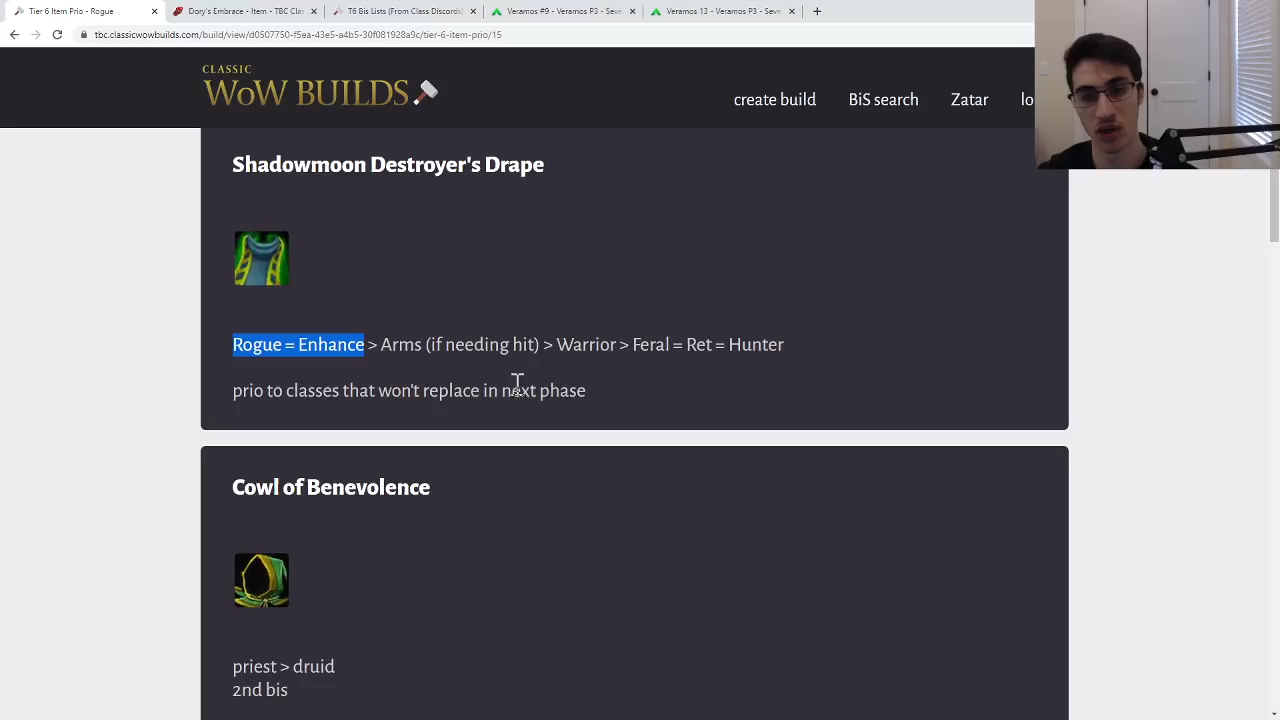 Tier 6 Item Prio - Rogue
Dory's Embrace - Item - TBC Class
T6 Bis Lists (From Class Discords)
Veramos #9 - Veramos P3 - Seve
Veramos 13 - Veramos P3 - Seve
tbc.classicwowbuilds.com/build/view/d0507750-f5ea-43e5-a4b5-30f081928a9c/tier-6-item-prio/15
CLASSIC
WoW BUILDS
create build
BiS search
Zatar
lo
Shadowmoon Destroyer's Drape
Rogue = Enhance > Arms (if needing hit) > Warrior > Feral = Ret = Hunter
prio to classes that won't replace in next phase
Cowl of Benevolence
priest > druid
2nd bis